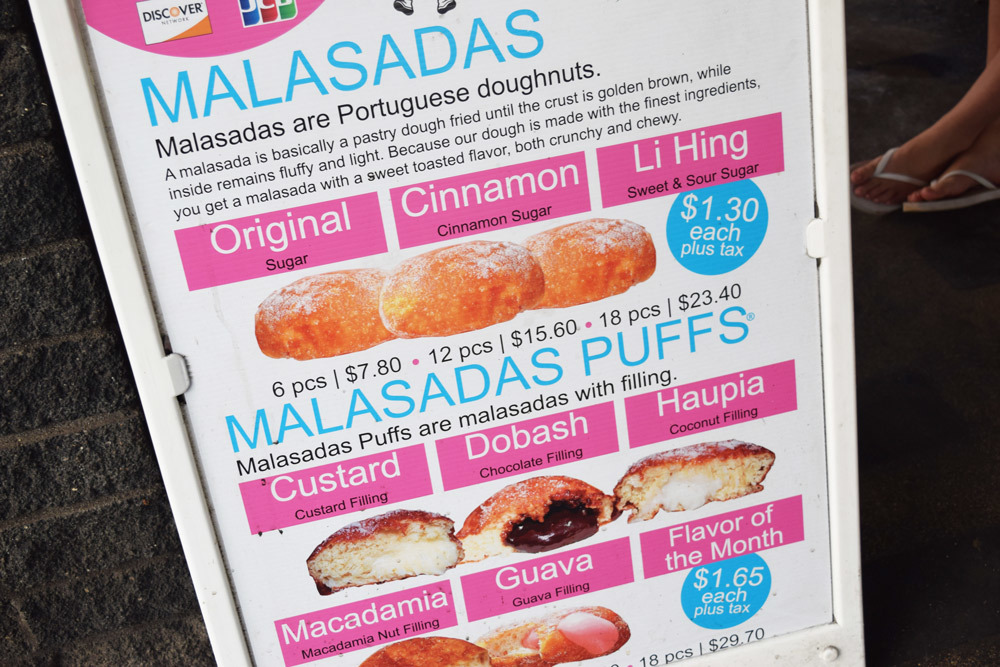 DISCOVER
NETWORK
JCB
MALASADAS
Malasadas are Portuguese doughnuts.
A malasada is basically a pastry dough fried until the crust is golden brown, while
inside remains fluffy and light. Because our dough is made with the finest ingredients,
you get a malasada with a sweet toasted flavor, both crunchy and chewy.
Original
Sugar
Cinnamon
Cinnamon Sugar
Li Hing
Sweet & Sour Sugar
$1.30
each
plus tax
6 pcs | $7.80 • 12 pcs | $15.60 • 18 pcs | $23.40
MALASADAS PUFFS®
Malasadas Puffs are malasadas with filling.
Custard
Custard Filling
Dobash
Chocolate Filling
Haupia
Coconut Filling
Macadamia
Macadamia Nut Filling
Guava
Guava Filling
Flavor of
the Month
$1.65
each
plus tax
• 18 pcs | $29.70